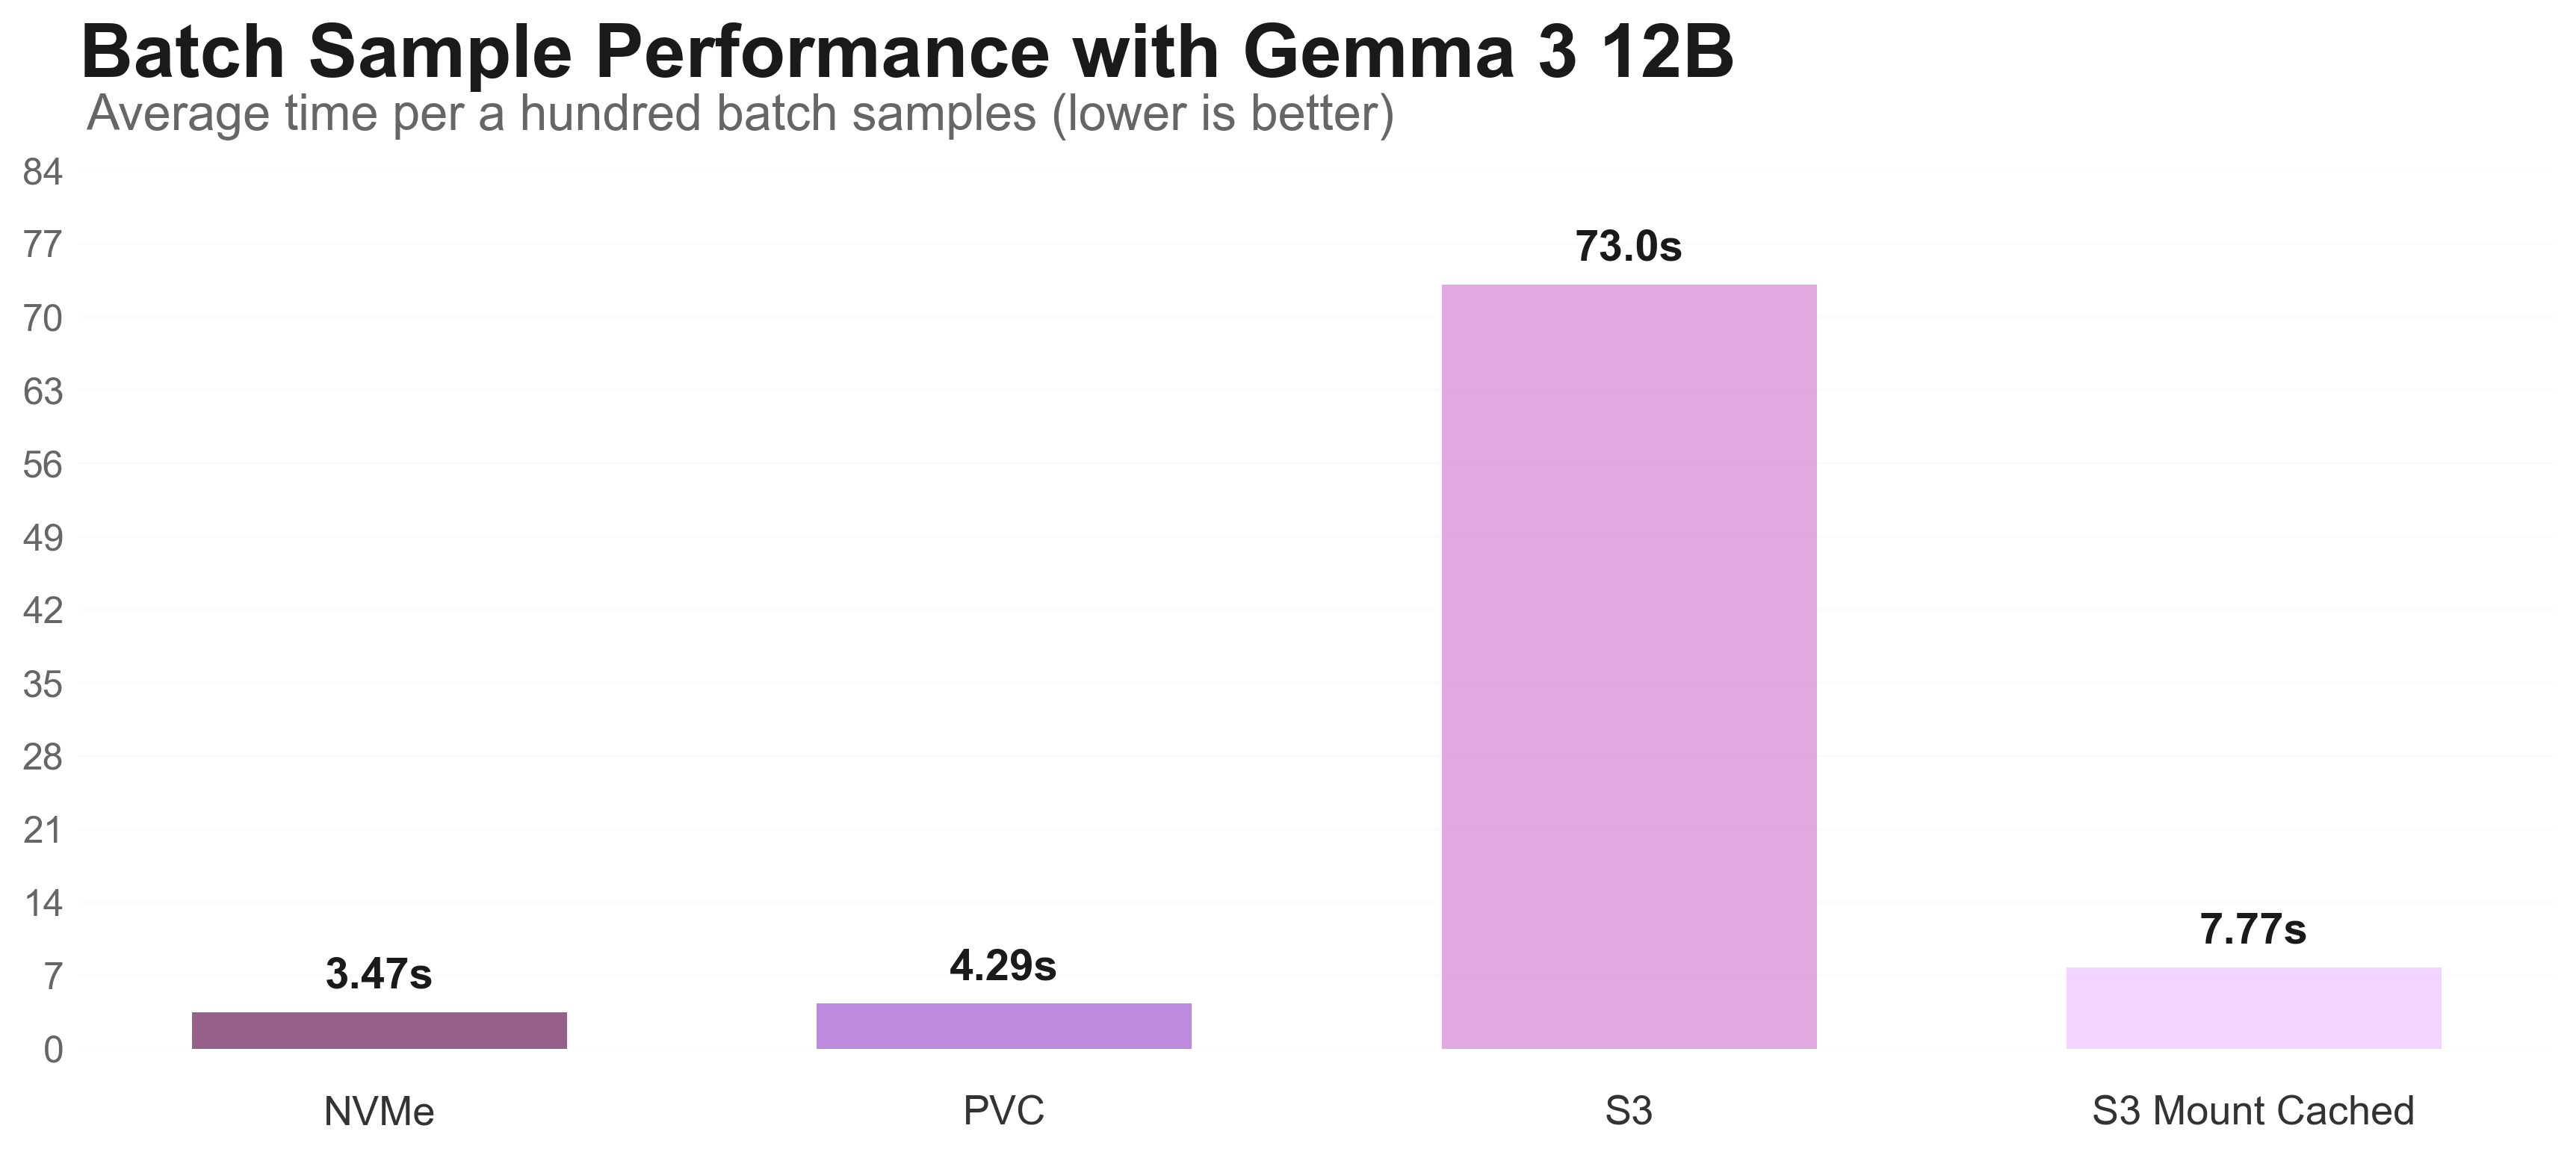 Batch Sample Performance with Gemma 3 12B
Average time per a hundred batch samples (lower is better)
84
77
70
63
56
49
42
35
28
21
14
7
0
73.0s
7.77s
4.29s
3.47s
NVMe
PVC
S3
S3 Mount Cached